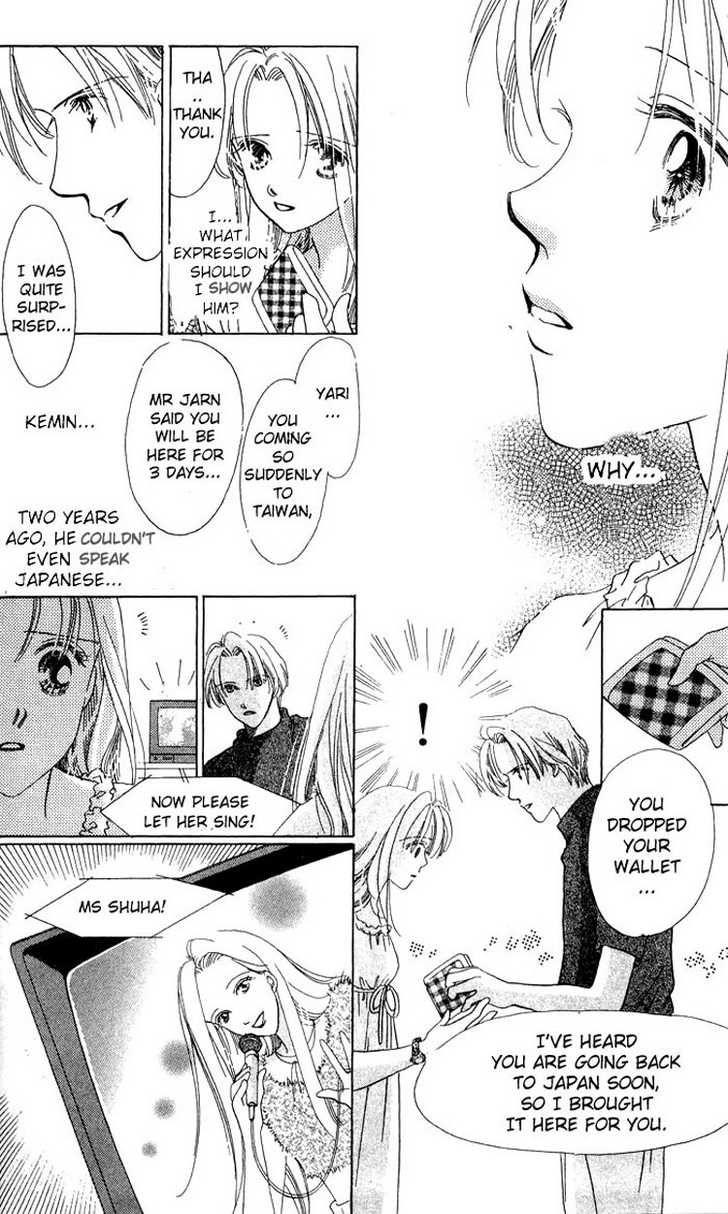 WHY...
YOU
DROPPED
YOUR
WALLET
...
!
I'VE HEARD
YOU ARE GOING BACK
TO JAPAN SOON,
SO I BROUGHT
IT HERE FOR YOU.
THA
..
THANK
YOU.
I...
WHAT
EXPRESSION
SHOULD
I SHOW
HIM?
I WAS
QUITE
SURP-
RISED...
YARI
...
YOU
COMING
SO
SUDDENLY
TO
TAIWAN,
MR JARN
SAID YOU
WILL BE
HERE FOR
3 DAYS...
KEMIN...
TWO YEARS
AGO, HE COULDN'T
EVEN SPEAK
JAPANESE...
NOW PLEASE
LET HER SING!
MS SHUHA!